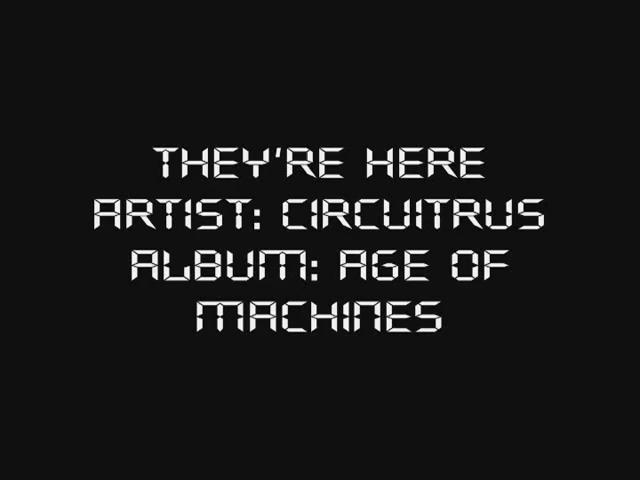 THEY'RE HERE
ARTIST: CIRCUITRUS
ALBUM: AGE OF
MACHINES